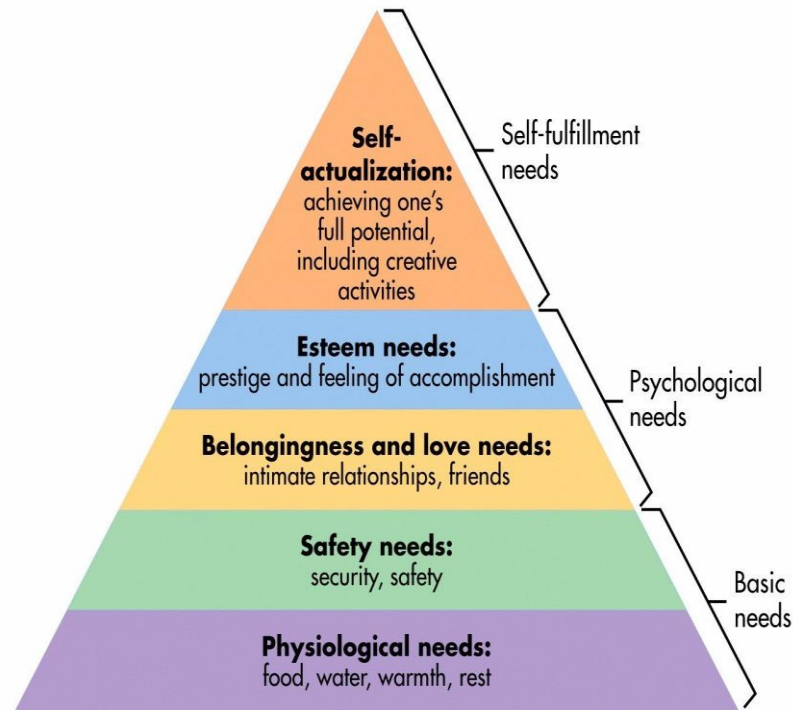 Self-
actualization:
achieving one's
full potential,
including creative
activities
Self-fulfillment
needs
Esteem needs:
prestige and feeling of accomplishment
Psychological
needs
Belongingness and love needs:
intimate relationships, friends
Safety needs:
security, safety
Basic
needs
Physiological needs:
food, water, warmth, rest